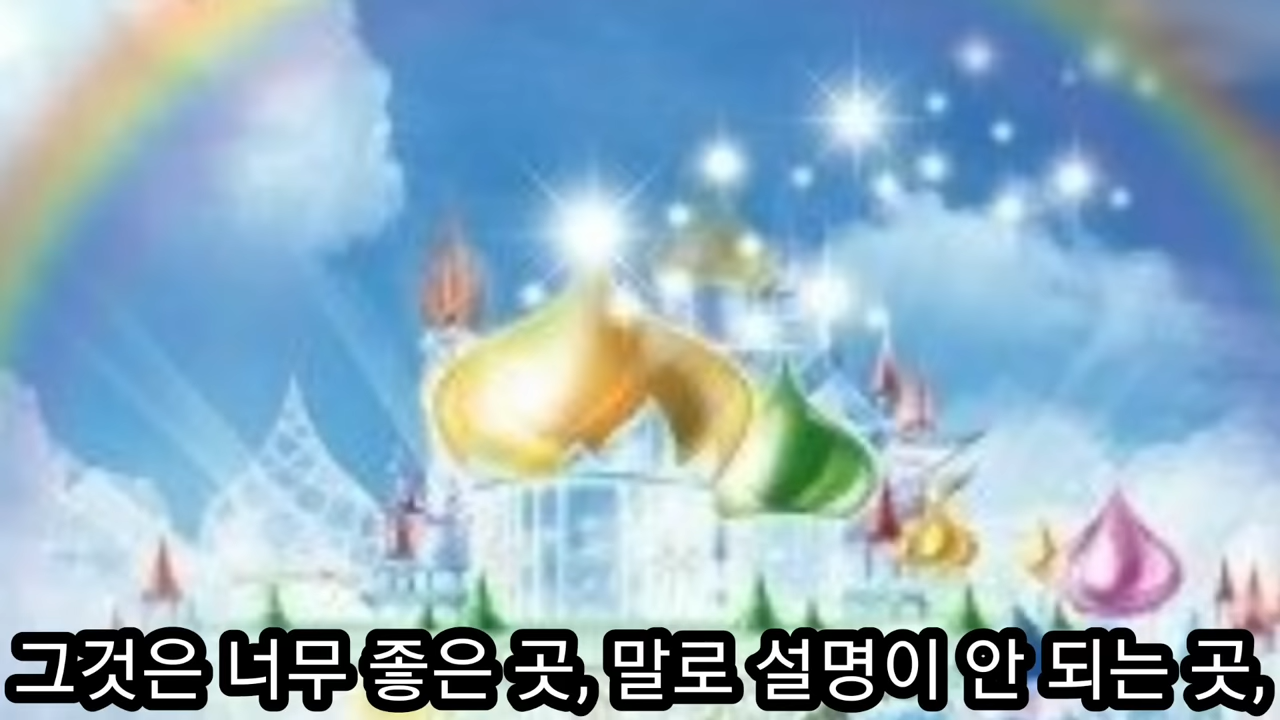 그것은 너무 좋은 곳, 말로 설명이 안 되는 곳,